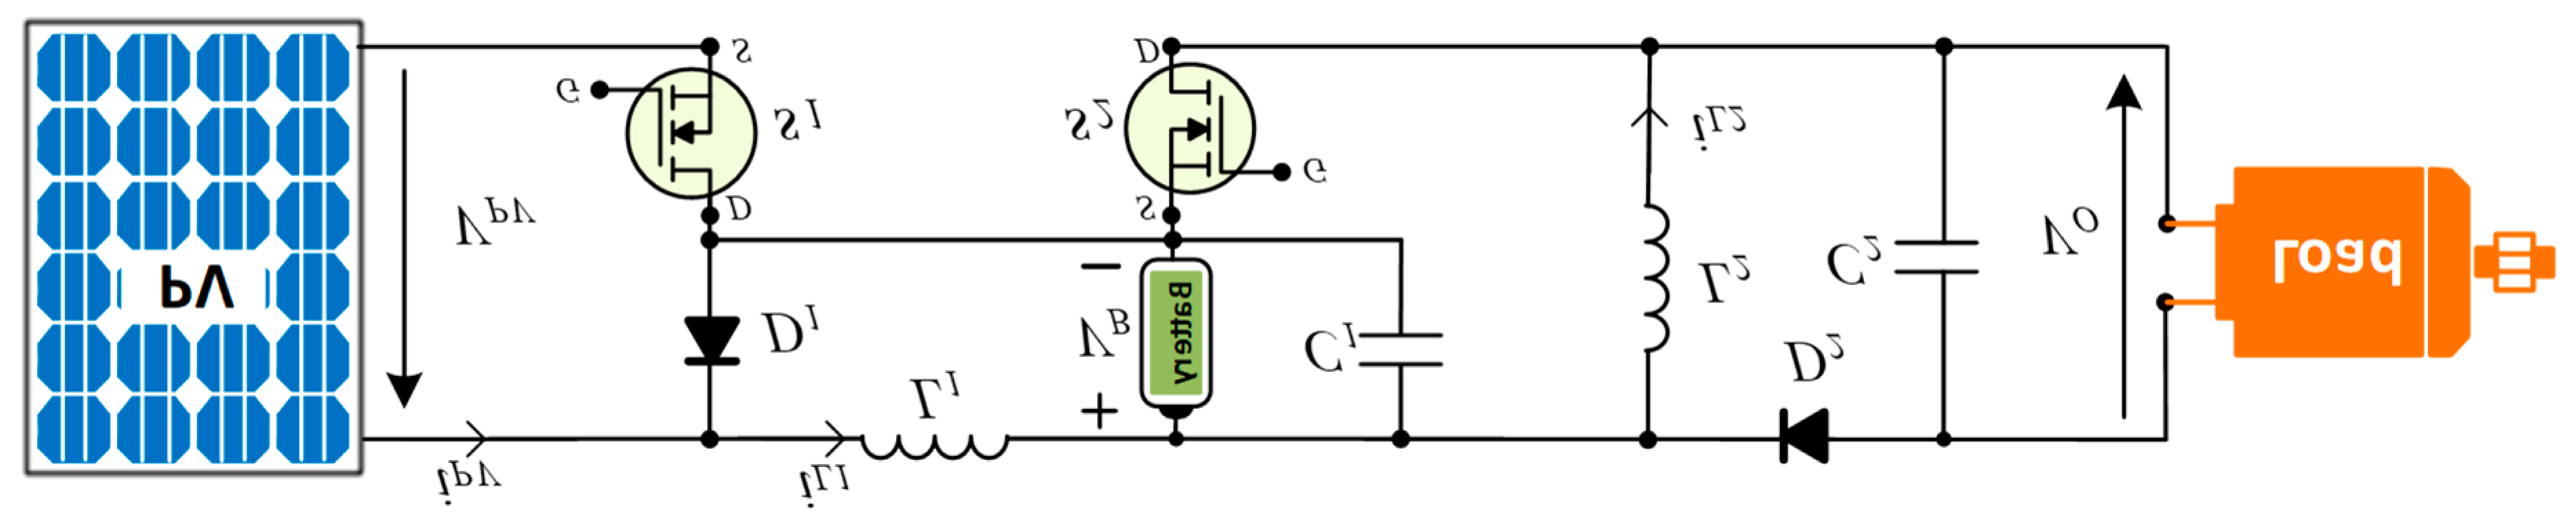 iPV
iL1
L1
+
D2
D1
VB
Battery
C1
PV
L2
C2
Load
−
VPV
VO
D
S
G
S1
S2
iL2
G
S
D